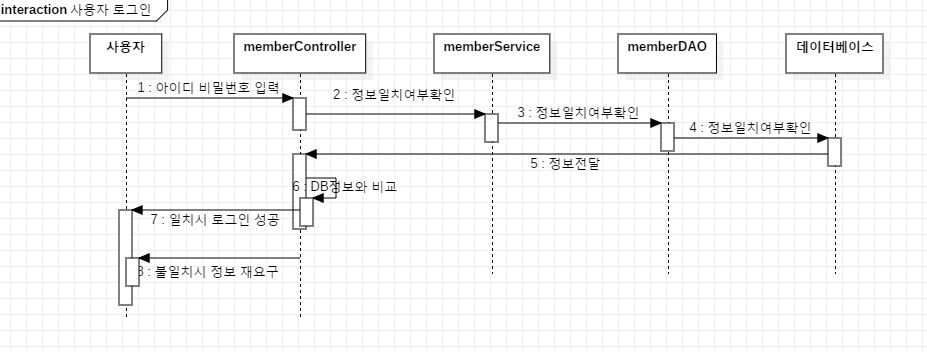 interaction 사용자 로그인
사용자
memberController
memberService
memberDAO
데이터베이스
1 : 아이디 비밀번호 입력
2 : 정보일치여부확인
3 : 정보일치여부확인
4 : 정보일치여부확인
5 : 정보전달
6 : DB정보와 비교
7 : 일치시 로그인 성공
8 : 불일치시 정보 재요구